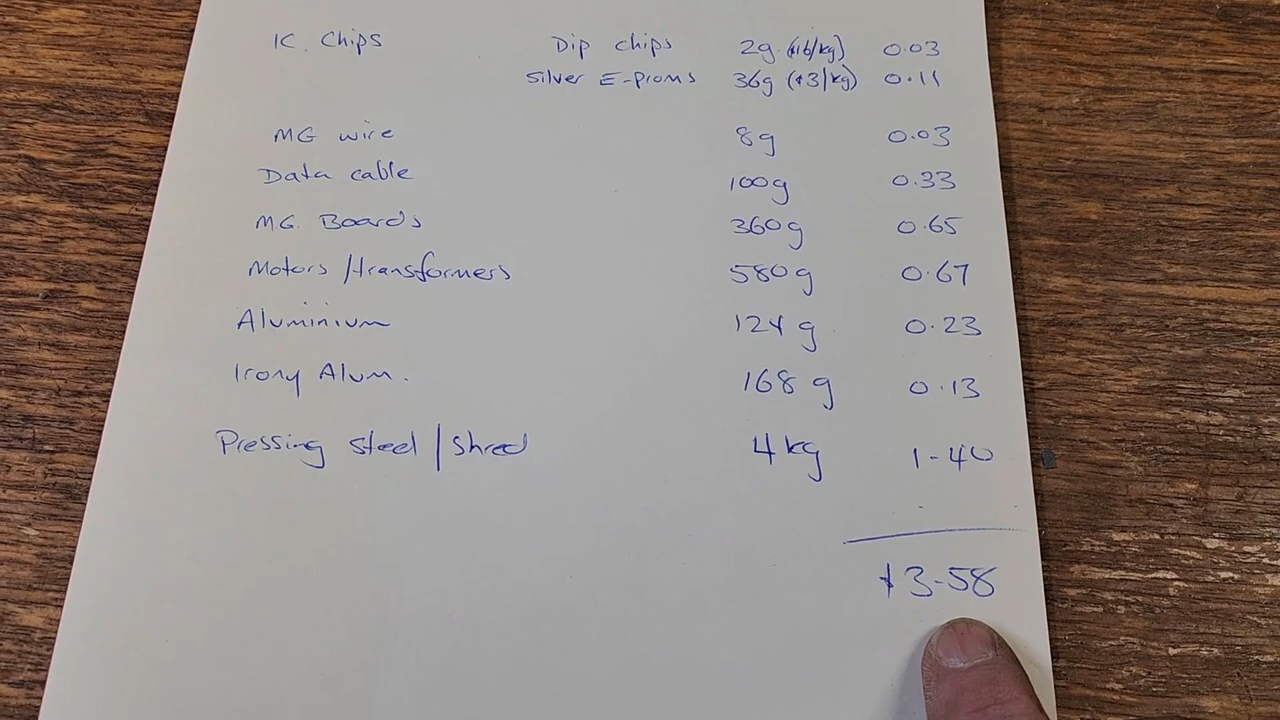 IC Chips Dip chips 2g ($16/kg) 0.03
Silver E-proms 36g ($3/kg) 0.11
MG wire 8g 0.03
Data cable 100g 0.33
M.G. Boards 360g 0.65
Motors/transformers 580g 0.67
Aluminium 124g 0.23
Irony Alum. 168g 0.13
Pressing steel/shred 4kg 1-40
$3-58